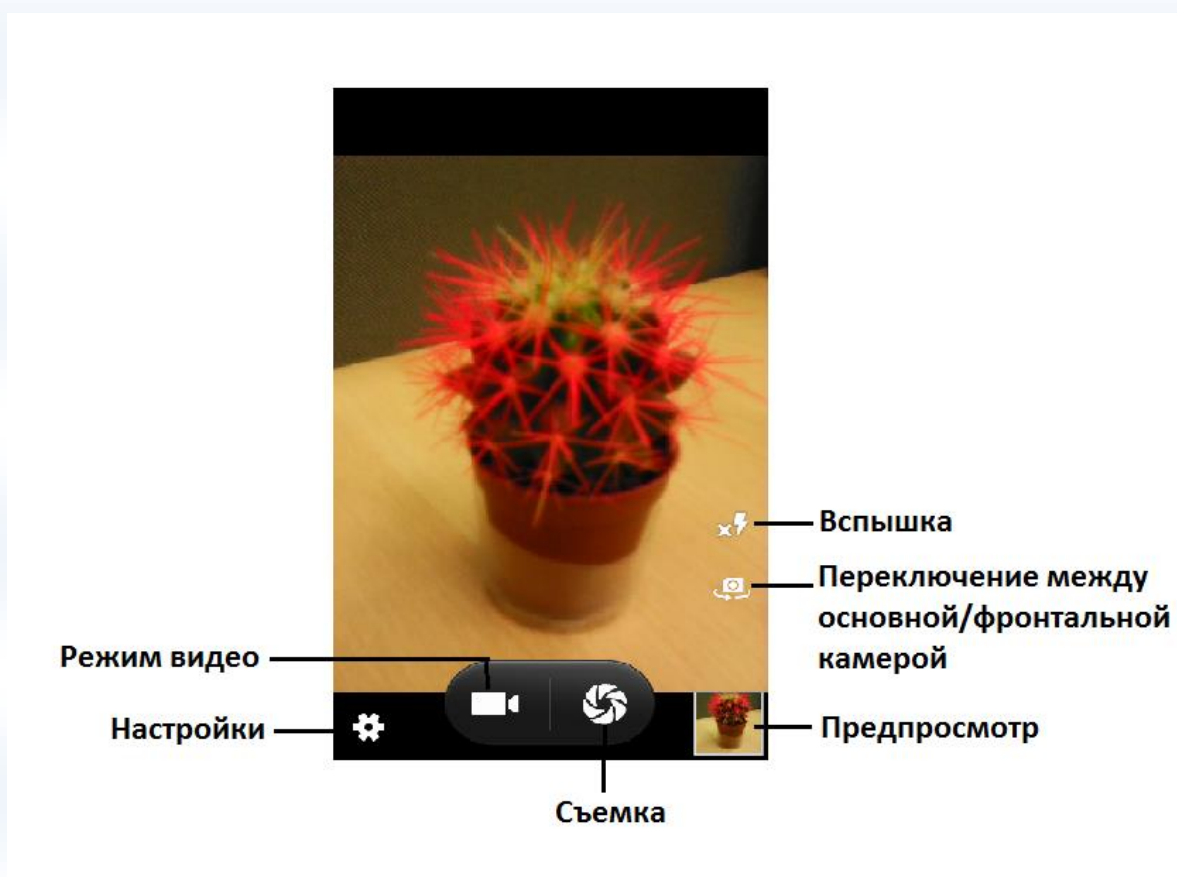 Вспышка
Переключение между
основной/фронтальной
камерой
Режим видео
Настройки
Предпросмотр
Съемка